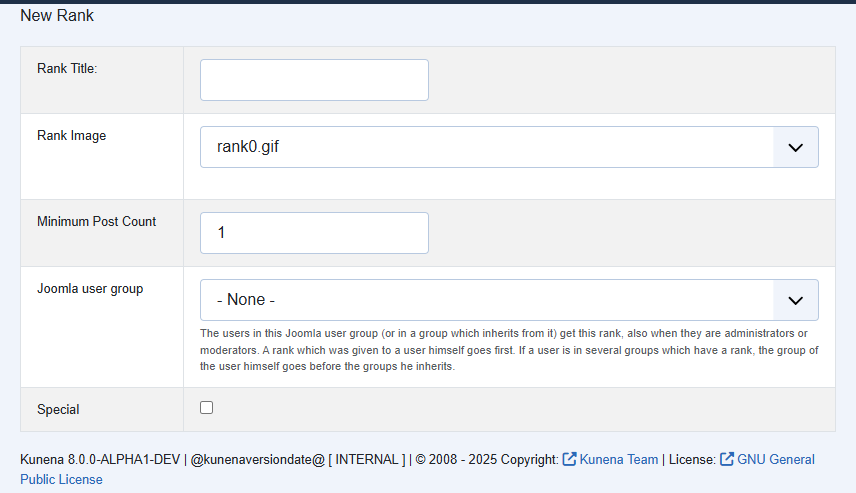 New Rank
Rank Title:
Rank Image
rank0.gif
Minimum Post Count
1
Joomla user group
- None -
The users in this Joomla user group (or in a group which inherits from it) get this rank, also when they are administrators or
moderators. A rank which was given to a user himself goes first. If a user is in several groups which have a rank, the group of
the user himself goes before the groups he inherits.
Special
Kunena 8.0.0-ALPHA1-DEV | @kunenaversiondate@ [ INTERNAL ] | © 2008 - 2025 Copyright: Kunena Team | License: GNU General
Public License